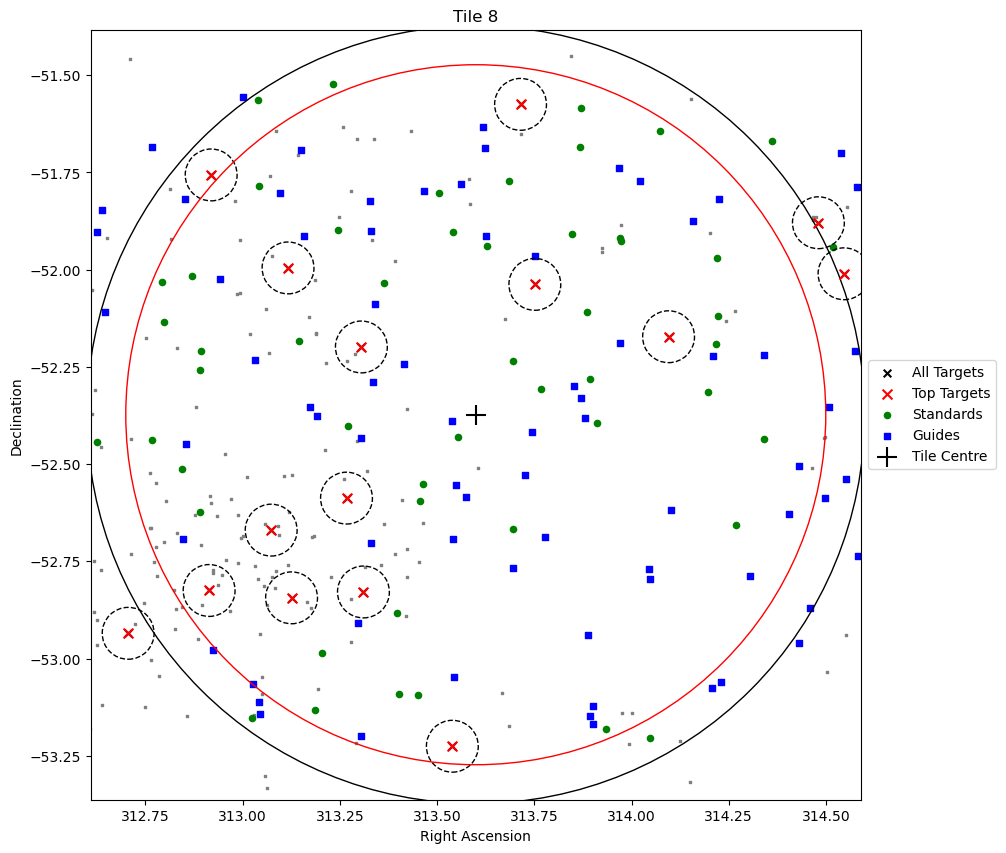 Tile 8
−51.50
−51.75
−52.00
−52.25
−52.50
−52.75
−53.00
−53.25
Declination
312.75
313.00
313.25
313.50
313.75
314.00
314.25
314.50
Right Ascension
All Targets
Top Targets
Standards
Guides
Tile Centre